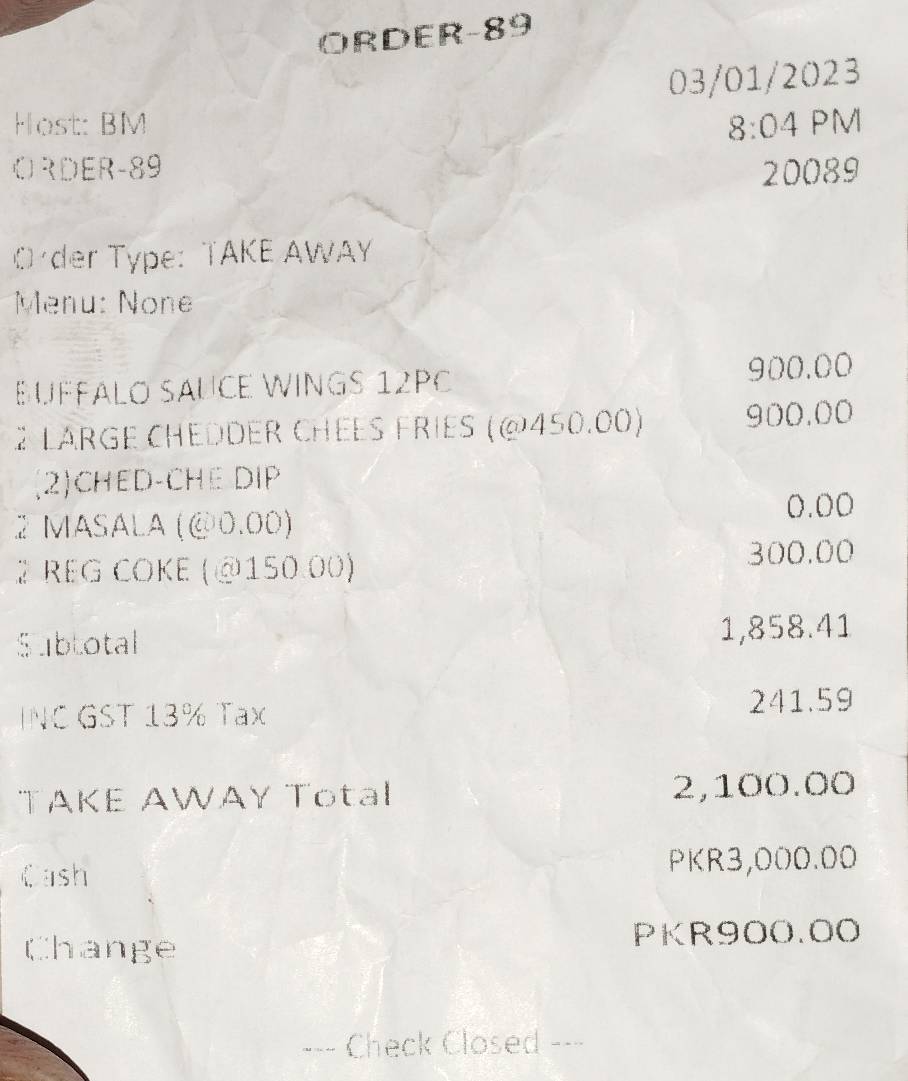 ORDER-89
03/01/2023
Host: BM 8:04 PM
ORDER-89 20089
Order Type: TAKE AWAY
Menu: None
BUFFALO SAUCE WINGS 12PC 900.00
2 LARGE CHEDDER CHEES FRIES (@450.00) 900.00
(2)CHED-CHE DIP
2 MASALA (@0.00) 0.00
2 REG COKE (@150.00) 300.00
Subtotal 1,858.41
INC GST 13% Tax 241.59
TAKE AWAY Total 2,100.00
Cash PKR3,000.00
Change PKR900.00
--- Check Closed ---